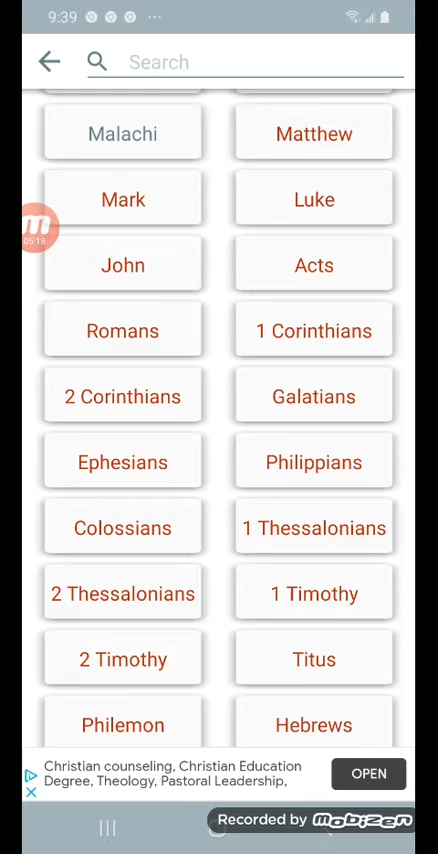 9:39
Search
Malachi
Matthew
Mark
Luke
05:18
John
Acts
Romans
1 Corinthians
2 Corinthians
Galatians
Ephesians
Philippians
Colossians
1 Thessalonians
2 Thessalonians
1 Timothy
2 Timothy
Titus
Philemon
Hebrews
Christian counseling, Christian Education
Degree, Theology, Pastoral Leadership,
OPEN
Recorded by mobizen